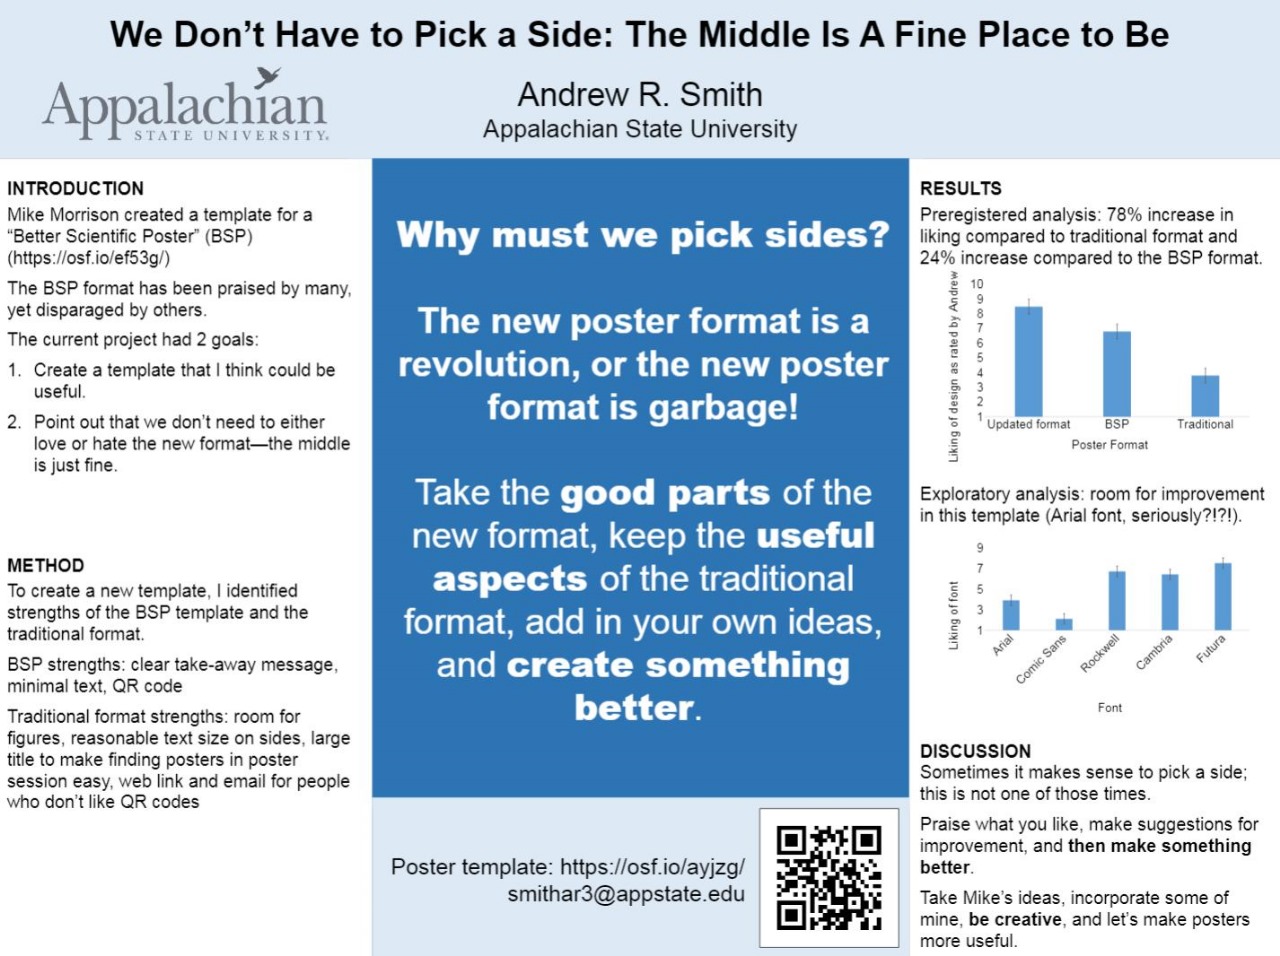 We Don’t Have to Pick a Side: The Middle Is A Fine Place to Be
Appalachian
STATE UNIVERSITY.
Andrew R. Smith
Appalachian State University
INTRODUCTION
Mike Morrison created a template for a
“Better Scientific Poster” (BSP)
(https://osf.io/ef53g/)
The BSP format has been praised by many,
yet disparaged by others.
The current project had 2 goals:
1. Create a template that I think could be
useful.
2. Point out that we don’t need to either
love or hate the new format—the middle
is just fine.
METHOD
To create a new template, I identified
strengths of the BSP template and the
traditional format.
BSP strengths: clear take-away message,
minimal text, QR code
Traditional format strengths: room for
figures, reasonable text size on sides, large
title to make finding posters in poster
session easy, web link and email for people
who don’t like QR codes
Why must we pick sides?
The new poster format is a
revolution, or the new poster
format is garbage!
Take the good parts of the
new format, keep the useful
aspects of the traditional
format, add in your own ideas,
and create something
better.
Poster template: https://osf.io/ayjzg/
smithar3@appstate.edu
RESULTS
Preregistered analysis: 78% increase in
liking compared to traditional format and
24% increase compared to the BSP format.
Liking of design as rated by Andrew
10
9
8
7
6
5
4
3
2
1
Updated format BSP Traditional
Poster Format
Exploratory analysis: room for improvement
in this template (Arial font, seriously?!?!).
Liking of font
9
7
5
3
1
Arial
Comic Sans
Rockwell
Cambria
Futura
Font
DISCUSSION
Sometimes it makes sense to pick a side;
this is not one of those times.
Praise what you like, make suggestions for
improvement, and then make something
better.
Take Mike’s ideas, incorporate some of
mine, be creative, and let’s make posters
more useful.